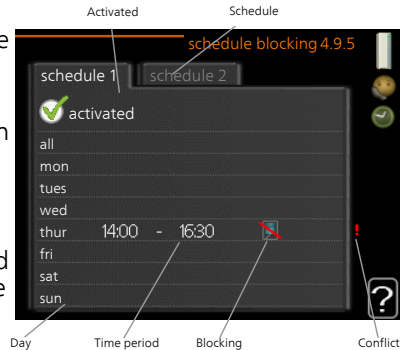 Activated Schedule
e
schedule blocking 4.9.5
schedule 1 schedule 2
activated
n
all
mon
tues
wed
thur 14:00 - 16:30 !
fri
d
sat
e
sun
?
Day Time period Blocking Conflict